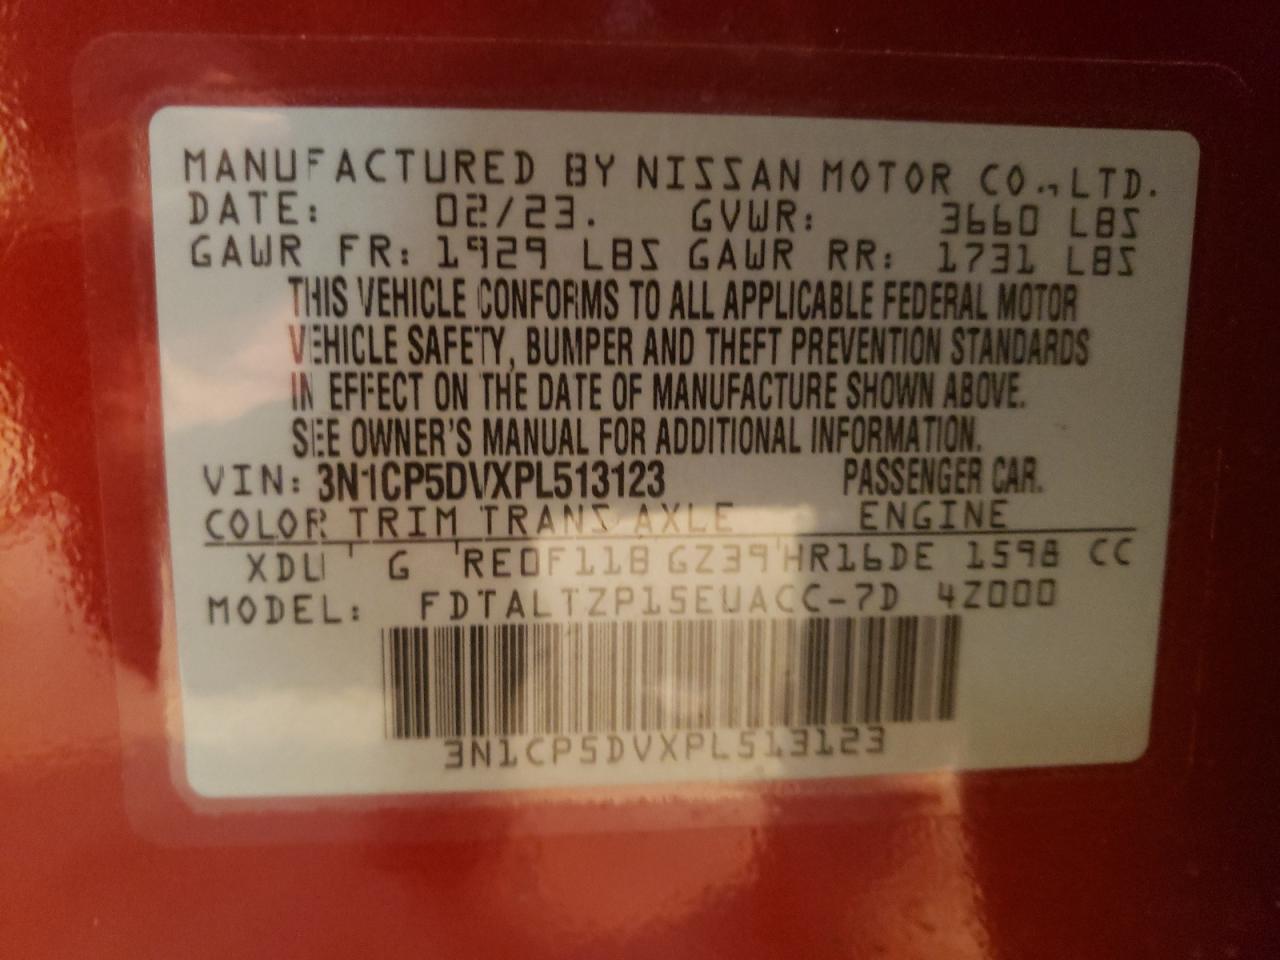 MANUFACTURED BY NISSAN MOTOR CO., LTD.
DATE: 02/23. GVWR: 3660 LBS
GAWR FR: 1929 LBS GAWR RR: 1731 LBS
THIS VEHICLE CONFORMS TO ALL APPLICABLE FEDERAL MOTOR
VEHICLE SAFETY, BUMPER AND THEFT PREVENTION STANDARDS
IN EFFECT ON THE DATE OF MANUFACTURE SHOWN ABOVE.
SEE OWNER'S MANUAL FOR ADDITIONAL INFORMATION.
VIN: 3N1CP5DVXPL513123 PASSENGER CAR.
COLOR TRIM TRANS AXLE ENGINE
XDU G RE0F11B GZ39 HR16DE 1598 CC
MODEL: FDTALTZP15EUACC-7D 4Z000
3N1CP5DVXPL513123